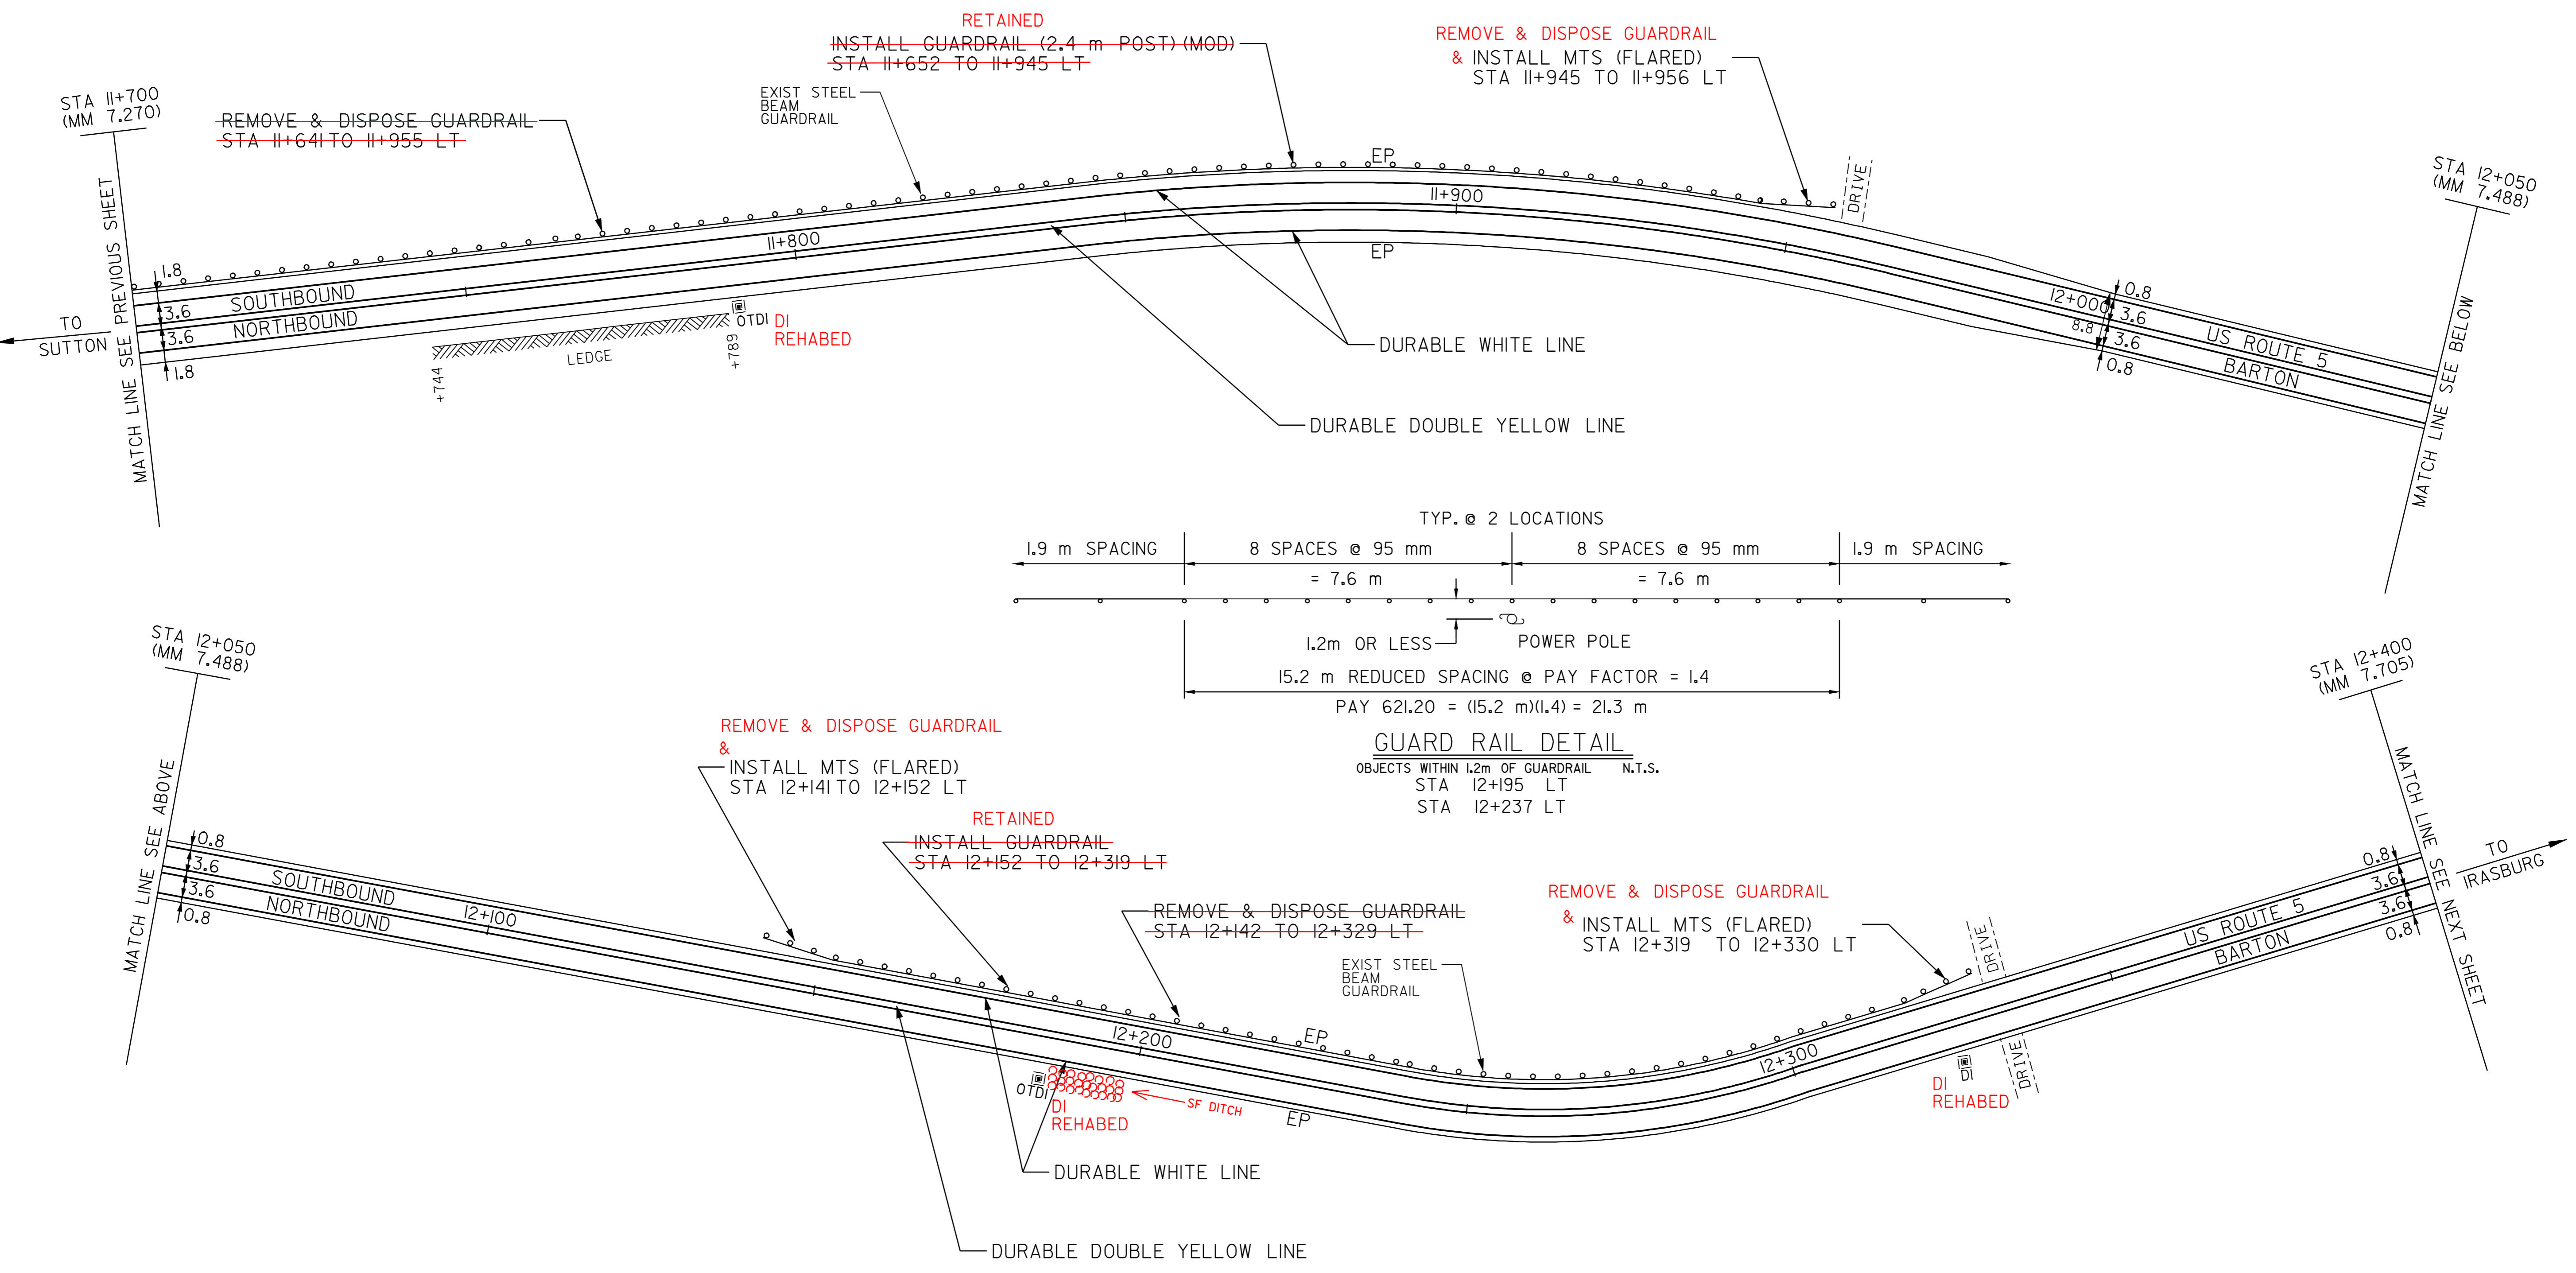 RETAINED
INSTALL GUARDRAIL (2.4 m POST) (MOD)
STA 11+652 TO 11+945 LT
REMOVE & DISPOSE GUARDRAIL
& INSTALL MTS (FLARED)
STA 11+945 TO 11+956 LT
STA 11+700
(MM 7.270)
REMOVE & DISPOSE GUARDRAIL
STA 11+641 TO 11+955 LT
EXIST STEEL
BEAM
GUARDRAIL
EP
DRIVE
STA 12+050
(MM 7.488)
MATCH LINE SEE PREVIOUS SHEET
11+900
11+800
EP
1.8
3.6
3.6
1.8
SOUTHBOUND
NORTHBOUND
TO
SUTTON
OTDI
DI
REHABED
LEDGE
+744
+789
DURABLE WHITE LINE
DURABLE DOUBLE YELLOW LINE
12+000
0.8
3.6
8.8
3.6
0.8
US ROUTE 5
BARTON
MATCH LINE SEE BELOW
TYP. @ 2 LOCATIONS
1.9 m SPACING
8 SPACES @ 95 mm
8 SPACES @ 95 mm
1.9 m SPACING
= 7.6 m
= 7.6 m
1.2m OR LESS
POWER POLE
15.2 m REDUCED SPACING @ PAY FACTOR = 1.4
PAY 621.20 = (15.2 m)(1.4) = 21.3 m
GUARD RAIL DETAIL
OBJECTS WITHIN 1.2m OF GUARDRAIL N.T.S.
STA 12+195 LT
STA 12+237 LT
STA 12+050
(MM 7.488)
STA 12+400
(MM 7.705)
REMOVE & DISPOSE GUARDRAIL
&
INSTALL MTS (FLARED)
STA 12+141 TO 12+152 LT
RETAINED
INSTALL GUARDRAIL
STA 12+152 TO 12+319 LT
REMOVE & DISPOSE GUARDRAIL
STA 12+142 TO 12+329 LT
REMOVE & DISPOSE GUARDRAIL
& INSTALL MTS (FLARED)
STA 12+319 TO 12+330 LT
EXIST STEEL
BEAM
GUARDRAIL
MATCH LINE SEE ABOVE
0.8
3.6
3.6
0.8
SOUTHBOUND
NORTHBOUND
12+100
12+200
EP
12+300
DRIVE
US ROUTE 5
BARTON
0.8
3.6
3.6
0.8
TO
IRASBURG
MATCH LINE SEE NEXT SHEET
OTDI
DI
REHABED
SF DITCH
EP
DI
DI
REHABED
DRIVE
DURABLE WHITE LINE
DURABLE DOUBLE YELLOW LINE